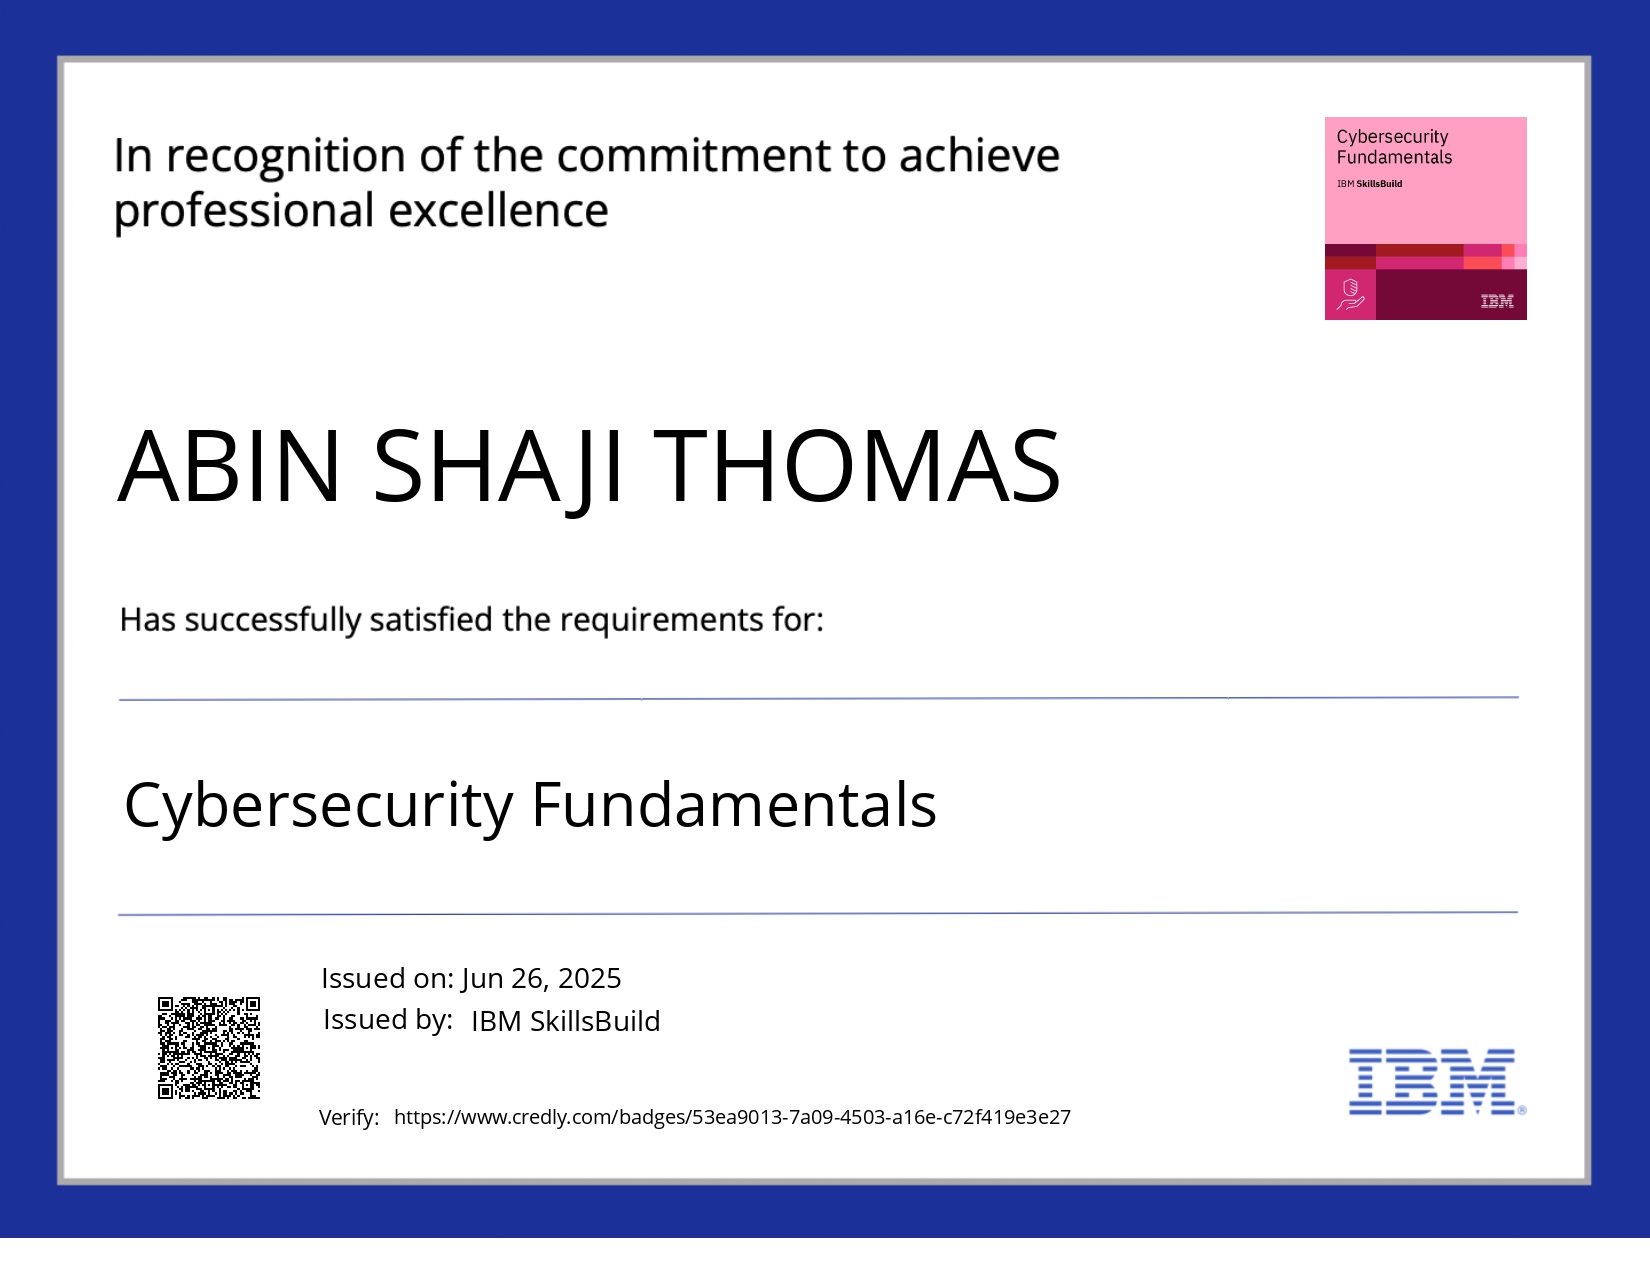 In recognition of the commitment to achieve
professional excellence
Cybersecurity
Fundamentals
IBM SkillsBuild
IBM
ABIN SHAJI THOMAS
Has successfully satisfied the requirements for:
Cybersecurity Fundamentals
Issued on: Jun 26, 2025
Issued by: IBM SkillsBuild
Verify: https://www.credly.com/badges/53ea9013-7a09-4503-a16e-c72f419e3e27
IBM®